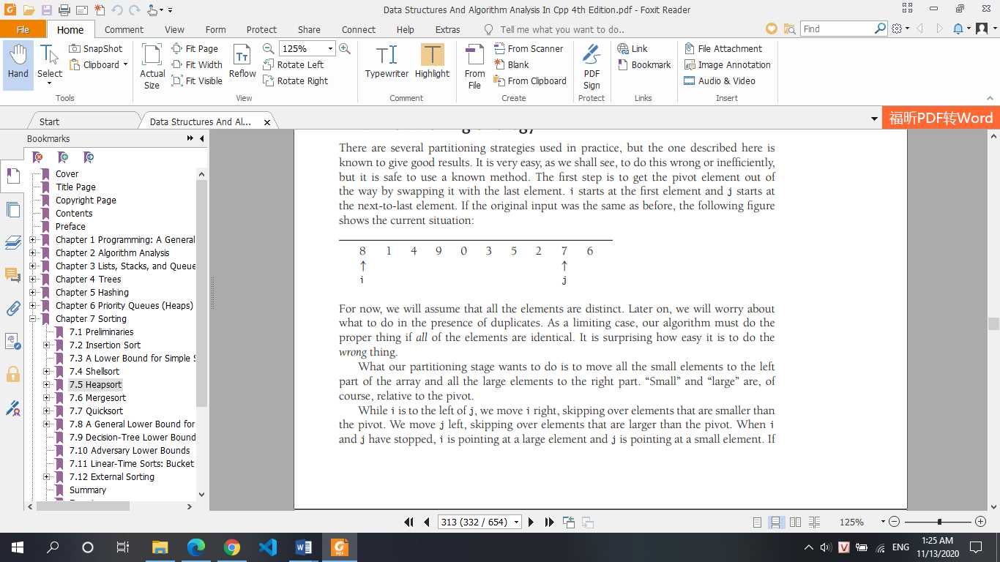 Data Structures And Algorithm Analysis In Cpp 4th Edition.pdf - Foxit Reader
File Home Comment View Form Protect Share Connect Help Extras Tell me what you want to do.. Find
Hand
Select
SnapShot
Clipboard
Tools
Actual Size
Fit Page
Fit Width
Fit Visible
Reflow
125%
Rotate Left
Rotate Right
View
Typewriter
Highlight
Comment
From File
From Scanner
Blank
From Clipboard
Create
PDF Sign
Protect
Link
Bookmark
Links
File Attachment
Image Annotation
Audio & Video
Insert
Start
Data Structures And Al...
福昕PDF转Word
Bookmarks
Cover
Title Page
Copyright Page
Contents
Preface
Chapter 1 Programming: A General
Chapter 2 Algorithm Analysis
Chapter 3 Lists, Stacks, and Queue
Chapter 4 Trees
Chapter 5 Hashing
Chapter 6 Priority Queues (Heaps)
Chapter 7 Sorting
7.1 Preliminaries
7.2 Insertion Sort
7.3 A Lower Bound for Simple S
7.4 Shellsort
7.5 Heapsort
7.6 Mergesort
7.7 Quicksort
7.8 A General Lower Bound for
7.9 Decision-Tree Lower Bound
7.10 Adversary Lower Bounds
7.11 Linear-Time Sorts: Bucket
7.12 External Sorting
Summary
There are several partitioning strategies used in practice, but the one described here is
known to give good results. It is very easy, as we shall see, to do this wrong or inefficiently,
but it is safe to use a known method. The first step is to get the pivot element out of
the way by swapping it with the last element. i starts at the first element and j starts at
the next-to-last element. If the original input was the same as before, the following figure
shows the current situation:
8 1 4 9 0 3 5 2 7 6
↑ ↑
i j
For now, we will assume that all the elements are distinct. Later on, we will worry about
what to do in the presence of duplicates. As a limiting case, our algorithm must do the
proper thing if all of the elements are identical. It is surprising how easy it is to do the
wrong thing.
What our partitioning stage wants to do is to move all the small elements to the left
part of the array and all the large elements to the right part. “Small” and “large” are, of
course, relative to the pivot.
While i is to the left of j, we move i right, skipping over elements that are smaller than
the pivot. We move j left, skipping over elements that are larger than the pivot. When i
and j have stopped, i is pointing at a large element and j is pointing at a small element. If
313 (332 / 654)
125%
ENG
1:25 AM
11/13/2020